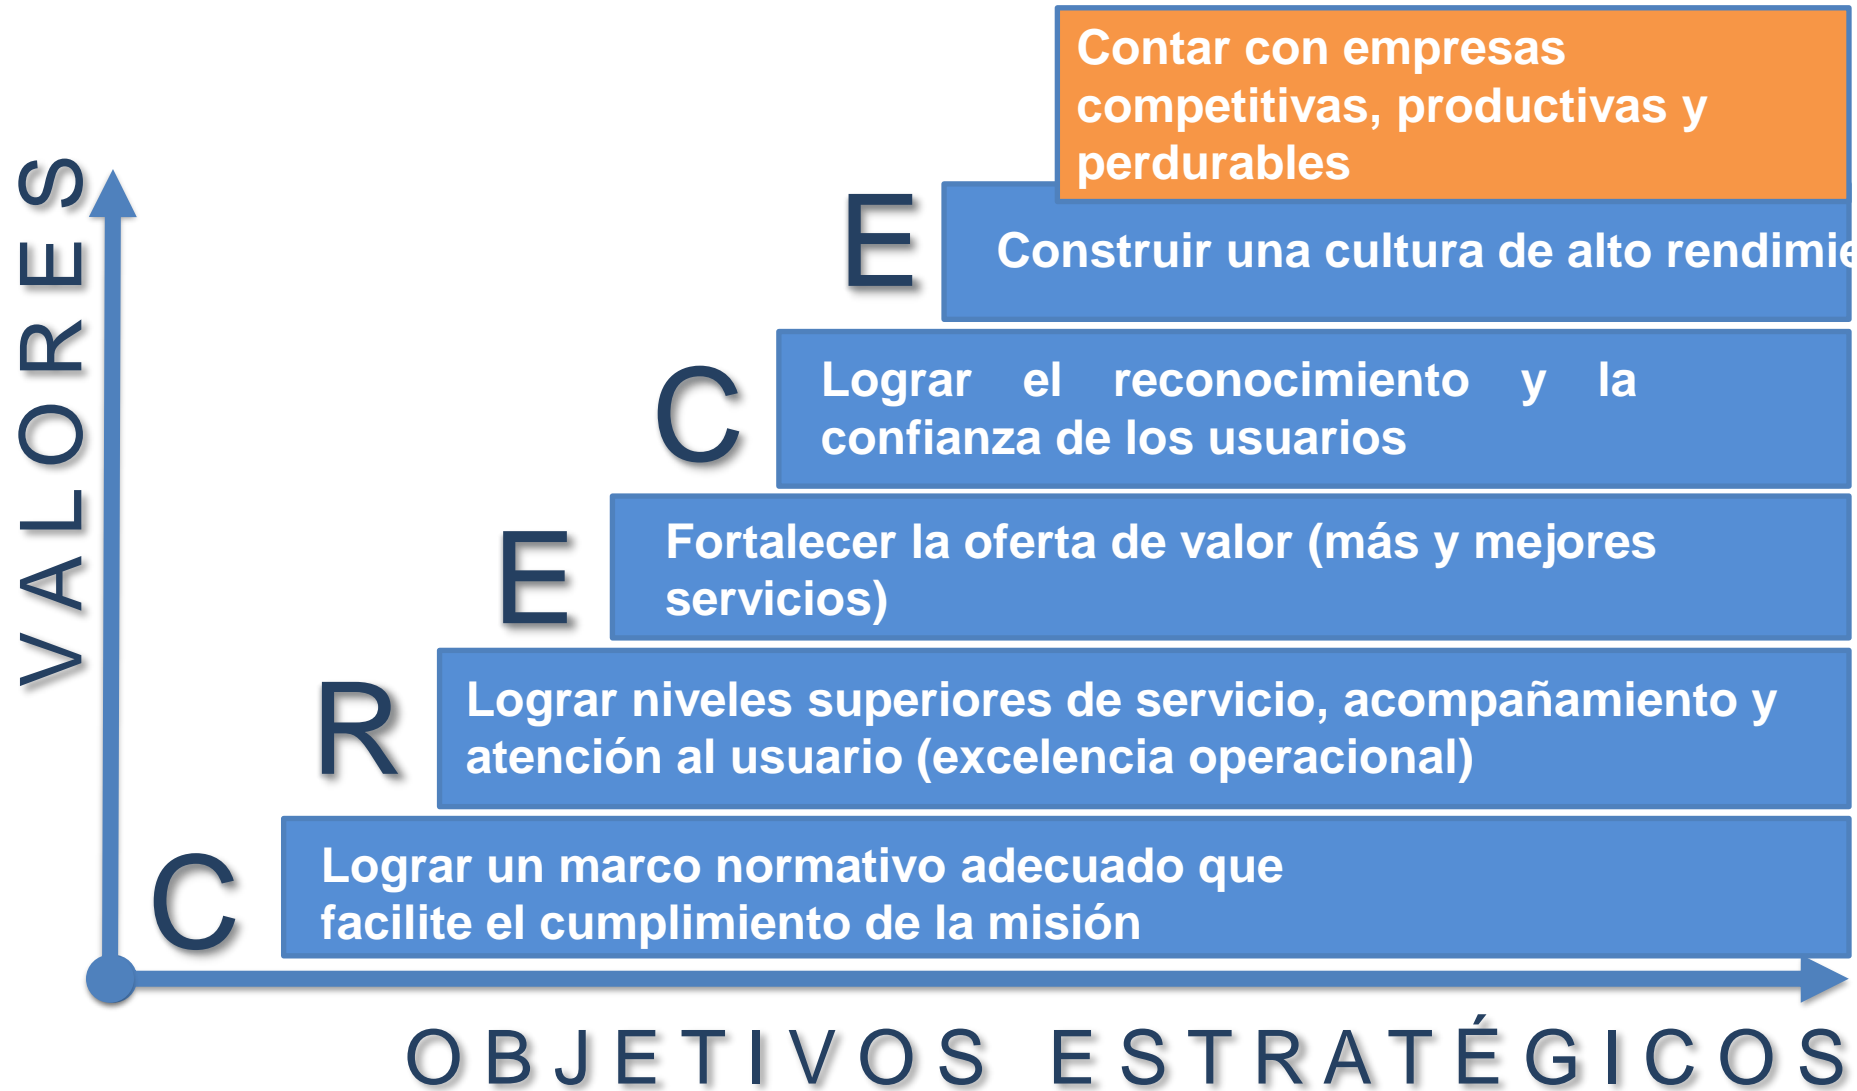 Contar con empresas
competitivas, productivas y
perdurables
E
Construir una cultura de alto
C
Lograr el reconocimiento y la
confianza de los usuarios
E
Fortalecer la oferta de valor (más y mejores
servicios)
R
Lograr niveles superiores de servicio, acompañamiento y
atención al usuario (excelencia operacional)
C
Lograr un marco normativo adecuado que
facilite el cumplimiento de la misión
VALORES
OBJETIVOS ESTRATÉGICOS